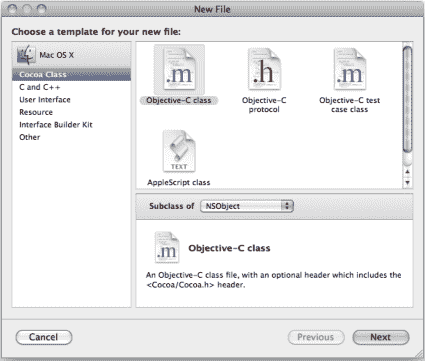 New File
Choose a template for your new file:
Mac OS X
Cocoa Class
C and C++
User Interface
Resource
Interface Builder Kit
Other
.m
.h
.m
Objective-C class
Objective-C
protocol
Objective-C test
case class
TEXT
AppleScript class
Subclass of
NSObject
.m
Objective-C class
An Objective-C class file, with an optional header which includes the
<Cocoa/Cocoa.h> header.
Cancel
Previous
Next